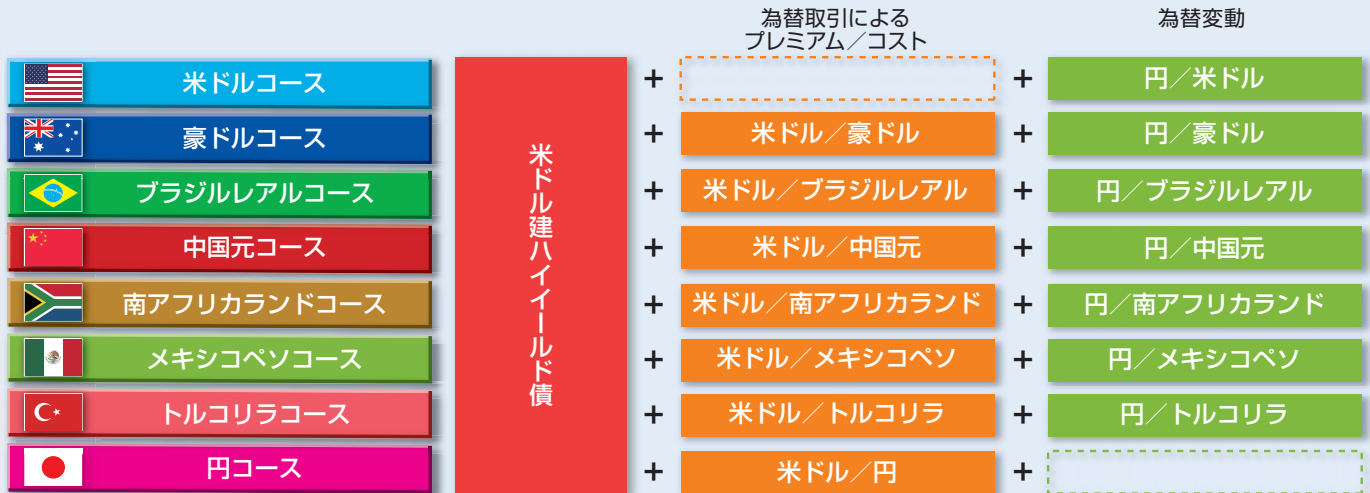 為替取引による
プレミアム／コスト
為替変動
米ドルコース
+
+
円／米ドル
豪ドルコース
+
米ドル／豪ドル
+
円／豪ドル
ブラジルレアルコース
+
米ドル／ブラジルレアル
+
円／ブラジルレアル
中国元コース
+
米ドル／中国元
+
円／中国元
南アフリカランドコース
+
米ドル／南アフリカランド
+
円／南アフリカランド
メキシコペソコース
+
米ドル／メキシコペソ
+
円／メキシコペソ
トルコリラコース
+
米ドル／トルコリラ
+
円／トルコリラ
円コース
+
米ドル／円
+
米ドル建ハイイールド債